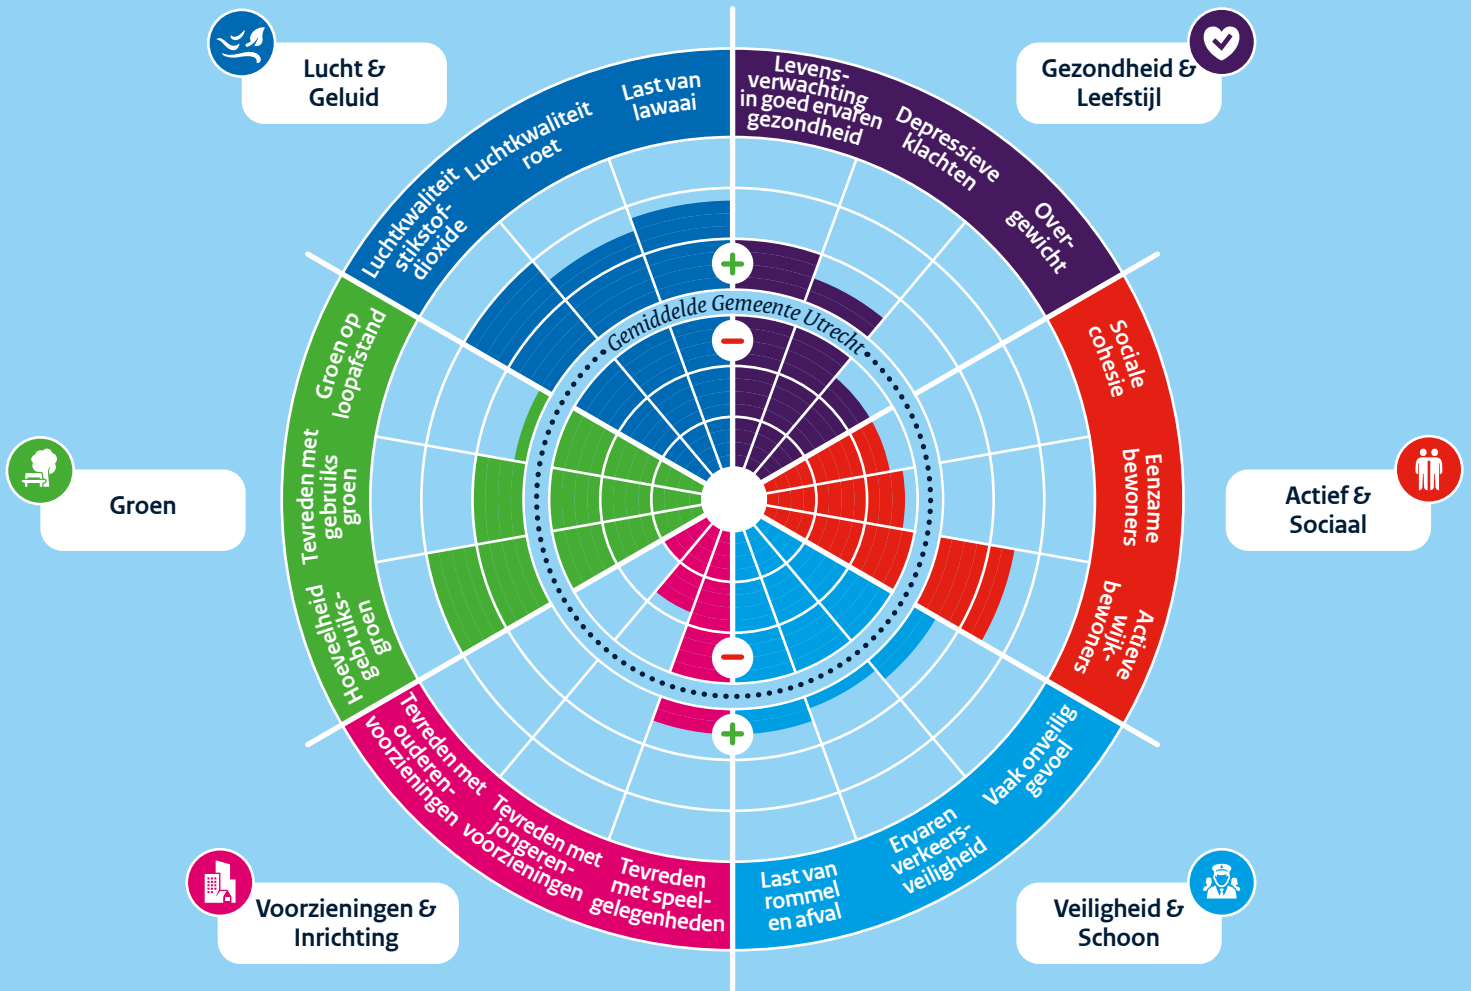 Lucht &
Geluid
Gezondheid &
Leefstijl
Last van
lawaai
Luchtkwaliteit
roet
Luchtkwaliteit
stikstof-
dioxide
Levens-
verwachting
in goed ervaren
gezondheid
Depressieve
klachten
Over-
gewicht
Gemiddelde Gemeente Utrecht
Groen op
loopafstand
Tevreden met
gebruiks
groen
Hoeveelheid
gebruiks-
groen
Groen
Sociale
cohesie
Eenzame
bewoners
Actieve
wijk-
bewoners
Actief &
Sociaal
Tevreden met
ouderen-
voorzieningen
Tevreden met
jongeren-
voorzieningen
Tevreden
met speel-
gelegenheden
Last van
rommel
en afval
Ervaren
verkeers-
veiligheid
Vaak onveilig
gevoel
Voorzieningen &
Inrichting
Veiligheid &
Schoon